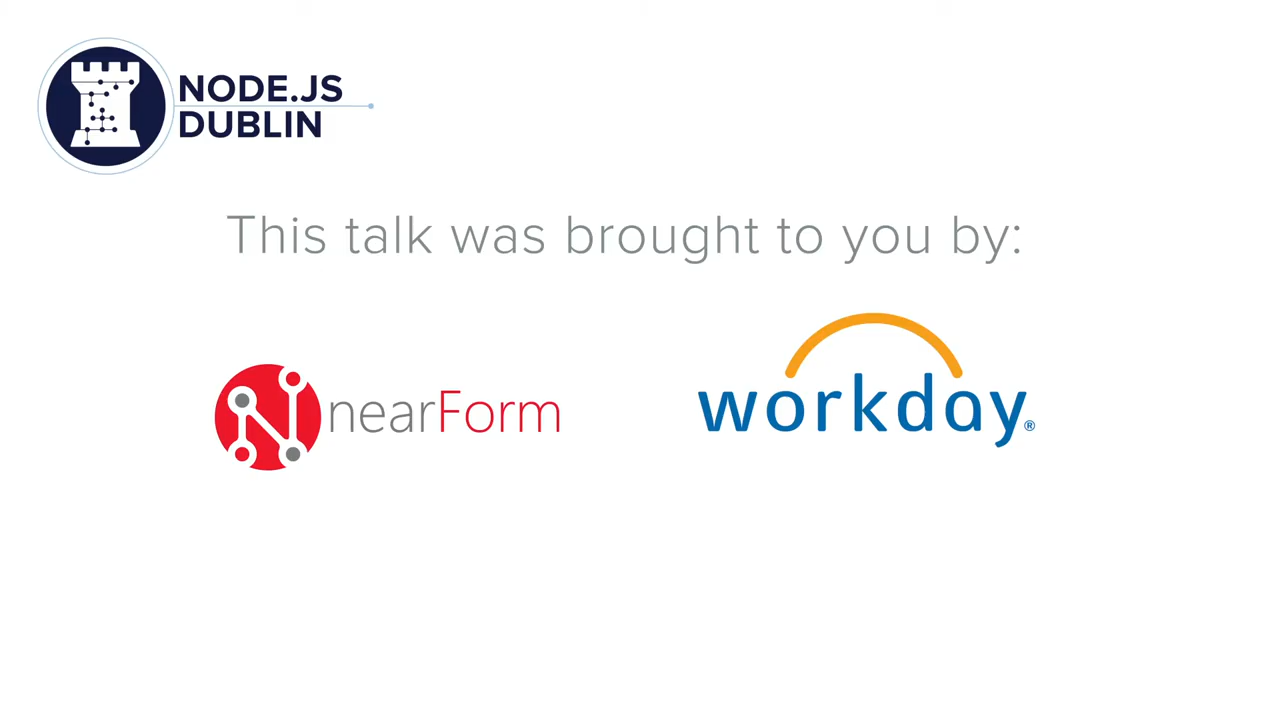 NODE.JS
DUBLIN
This talk was brought to you by:
nearForm
workday®